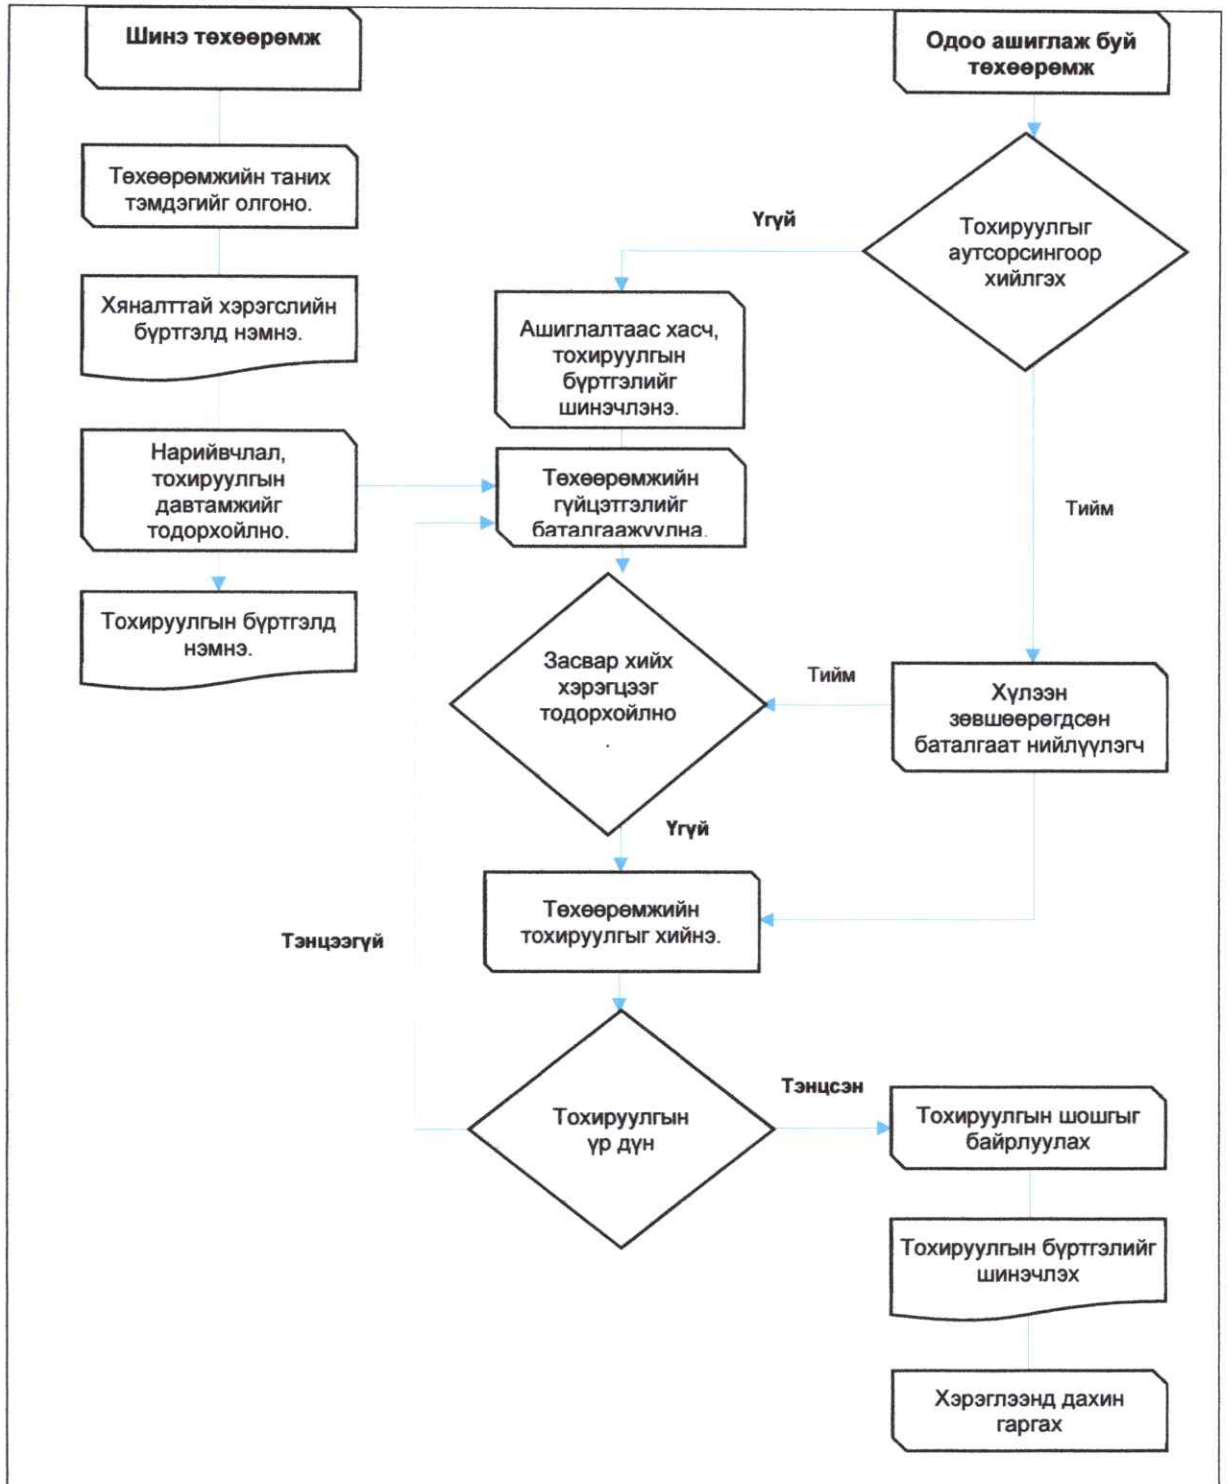 Шинэ төхөөрөмж
Одоо ашиглаж буй
төхөөрөмж
Төхөөрөмжийн таних
тэмдэгийг олгоно.
Үгүй
Тохируулгыг
аутсорсингоор
хийлгэх
Хяналттай хэрэгслийн
бүртгэлд нэмнэ.
Ашиглалтаас хасч,
тохируулгын
бүртгэлийг
шинэчлэнэ.
Нарийвчлал,
тохируулгын
давтамжийг
тодорхойлно.
Төхөөрөмжийн
гүйцэтгэлийг
баталгаажуулна.
Тийм
Тохируулгын бүртгэлд
нэмнэ.
Засвар хийх
хэрэгцээг
тодорхойлно
.
Тийм
Хүлээн
зөвшөөрөгдсөн
баталгаат нийлүүлэгч
Үгүй
Төхөөрөмжийн
тохируулгыг хийнэ.
Тэнцээгүй
Тохируулгын
үр дүн
Тэнцсэн
Тохируулгын шошгыг
байрлуулах
Тохируулгын бүртгэлийг
шинэчлэх
Хэрэглээнд дахин
гаргах